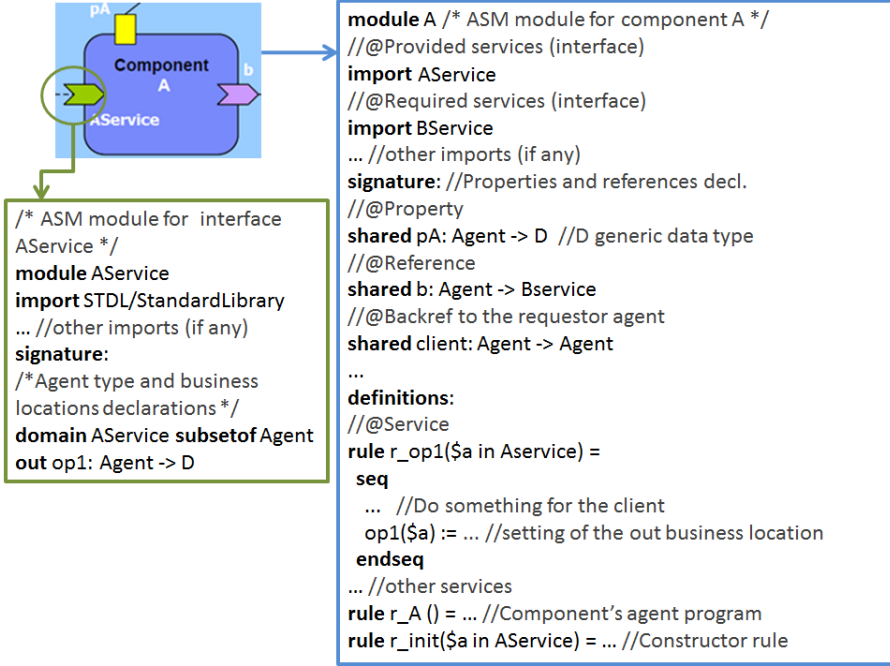 pA
Component
A
b
AService
/* ASM module for interface
AService */
module AService
import STDL/StandardLibrary
... //other imports (if any)
signature:
/*Agent type and business
locations declarations */
domain AService subsetof Agent
out op1: Agent -> D
module A /* ASM module for component A */
//@Provided services (interface)
import AService
//@Required services (interface)
import BService
... //other imports (if any)
signature: //Properties and references decl.
//@Property
shared pA: Agent -> D //D generic data type
//@Reference
shared b: Agent -> Bservice
//@Backref to the requestor agent
shared client: Agent -> Agent
...
definitions:
//@Service
rule r_op1($a in Aservice) =
seq
... //Do something for the client
op1($a) := ... //setting of the out business location
endseq
... //other services
rule r_A () = ... //Component's agent program
rule r_init($a in AService) = ... //Constructor rule